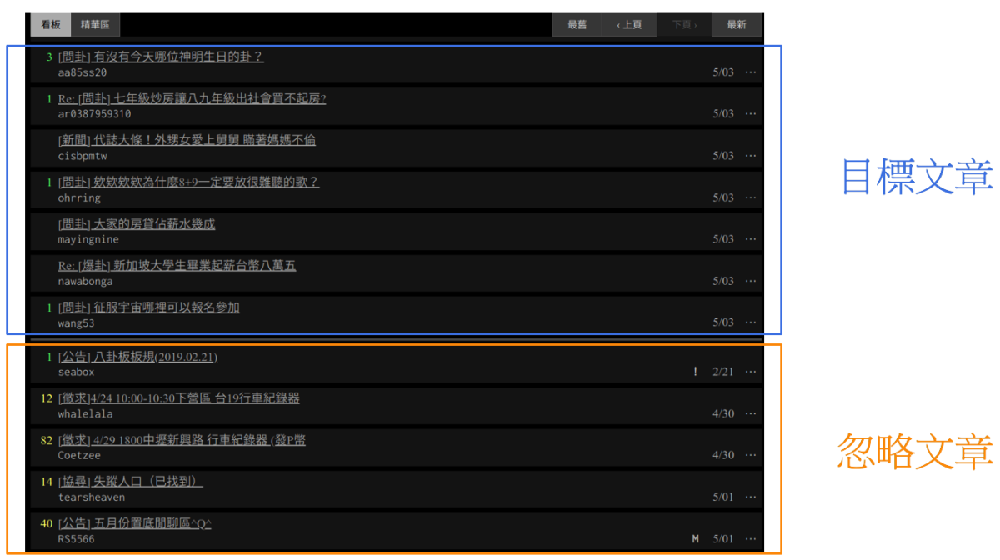 看板 精華區 最舊 ‹ 上頁 下頁 › 最新
3 [問卦] 有沒有今天哪位神明生日的卦？
aa85ss20 5/03 ⋯
1 Re: [問卦] 七年級炒房讓八九年級出社會買不起房?
ar0387959310 5/03 ⋯
[新聞] 代誌大條！外甥女愛上舅舅 瞞著媽媽不倫
cisbpmtw 5/03 ⋯
1 [問卦] 欸欸欸欸為什麼8+9一定要放很難聽的歌？
ohrring 5/03 ⋯
[問卦] 大家的房貸佔薪水幾成
mayingnine 5/03 ⋯
Re: [爆卦] 新加坡大學生畢業起薪台幣八萬五
nawabonga 5/03 ⋯
1 [問卦] 征服宇宙哪裡可以報名參加
wang53 5/03 ⋯
目標文章
1 [公告] 八卦板板規(2019.02.21)
seabox ! 2/21 ⋯
12 [徵求]4/24 10:00-10:30下營區 台19行車紀錄器
whalelala 4/30 ⋯
82 [徵求] 4/29 1800中壢新興路 行車紀錄器 (發P幣
Coetzee 4/30 ⋯
14 [協尋] 失蹤人口（已找到）
tearsheaven 5/01 ⋯
40 [公告] 五月份置底閒聊區^Q^
RS5566 M 5/01 ⋯
忽略文章